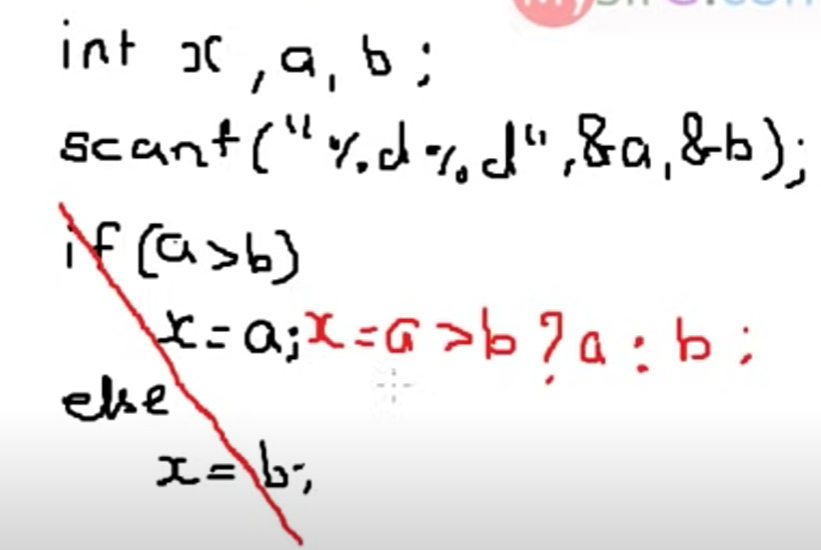 int x, a, b;
scanf("%d %d", &a, &b);
if (a>b)
x = a; x = a > b ? a : b ;
else
x = b;